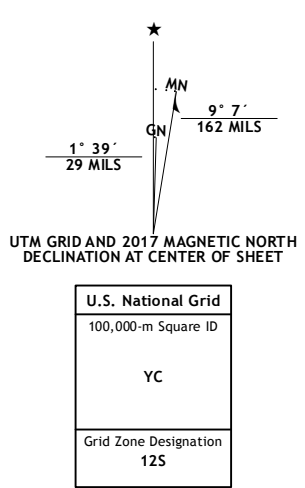 ★
MN
GN
9° 7´
162 MILS
1° 39´
29 MILS
UTM GRID AND 2017 MAGNETIC NORTH
DECLINATION AT CENTER OF SHEET
U.S. National Grid
100,000-m Square ID
YC
Grid Zone Designation
12S